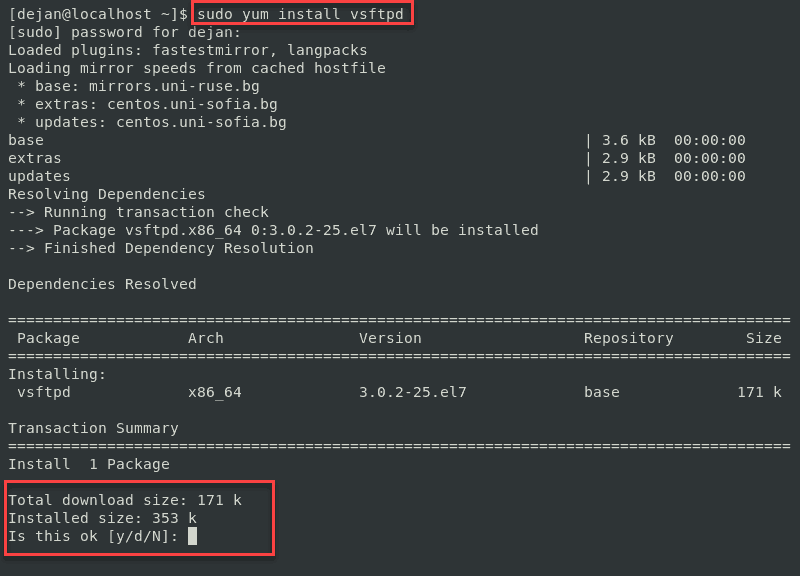 [dejan@localhost ~]$ sudo yum install vsftpd
[sudo] password for dejan:
Loaded plugins: fastestmirror, langpacks
Loading mirror speeds from cached hostfile
 * base: mirrors.uni-ruse.bg
 * extras: centos.uni-sofia.bg
 * updates: centos.uni-sofia.bg
base                                                            | 3.6 kB  00:00:00
extras                                                          | 2.9 kB  00:00:00
updates                                                         | 2.9 kB  00:00:00
Resolving Dependencies
--> Running transaction check
---> Package vsftpd.x86_64 0:3.0.2-25.el7 will be installed
--> Finished Dependency Resolution

Dependencies Resolved

=======================================================================================
 Package            Arch               Version                  Repository        Size
=======================================================================================
Installing:
 vsftpd             x86_64             3.0.2-25.el7             base             171 k

Transaction Summary
=======================================================================================
Install  1 Package

Total download size: 171 k
Installed size: 353 k
Is this ok [y/d/N]: